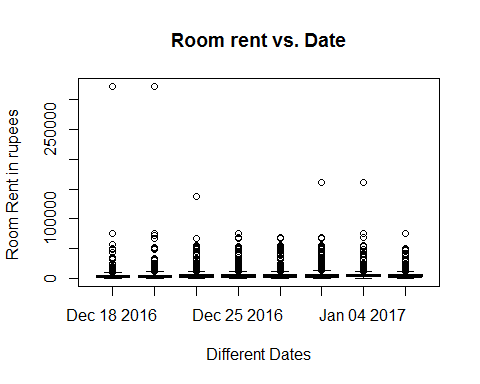 Room rent vs. Date
Room Rent in rupees
250000
100000
0
Dec 18 2016 Dec 25 2016 Jan 04 2017
Different Dates